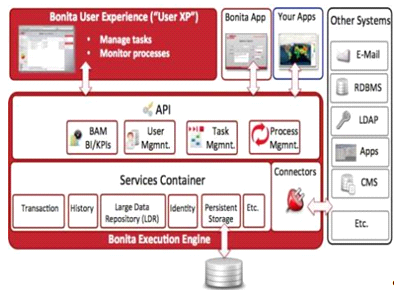 Bonita User Experience ("User XP")
• Manage tasks
• Monitor processes
Bonita App
Your Apps
Other Systems
E-Mail
RDBMS
LDAP
Apps
CMS
Etc.
API
BAM
BI/KPIs
User
Mgmnt.
Task
Mgmnt.
Process
Mgmnt.
Services Container
Connectors
Transaction
History
Large Data
Repository (LDR)
Identity
Persistent
Storage
Etc.
Bonita Execution Engine